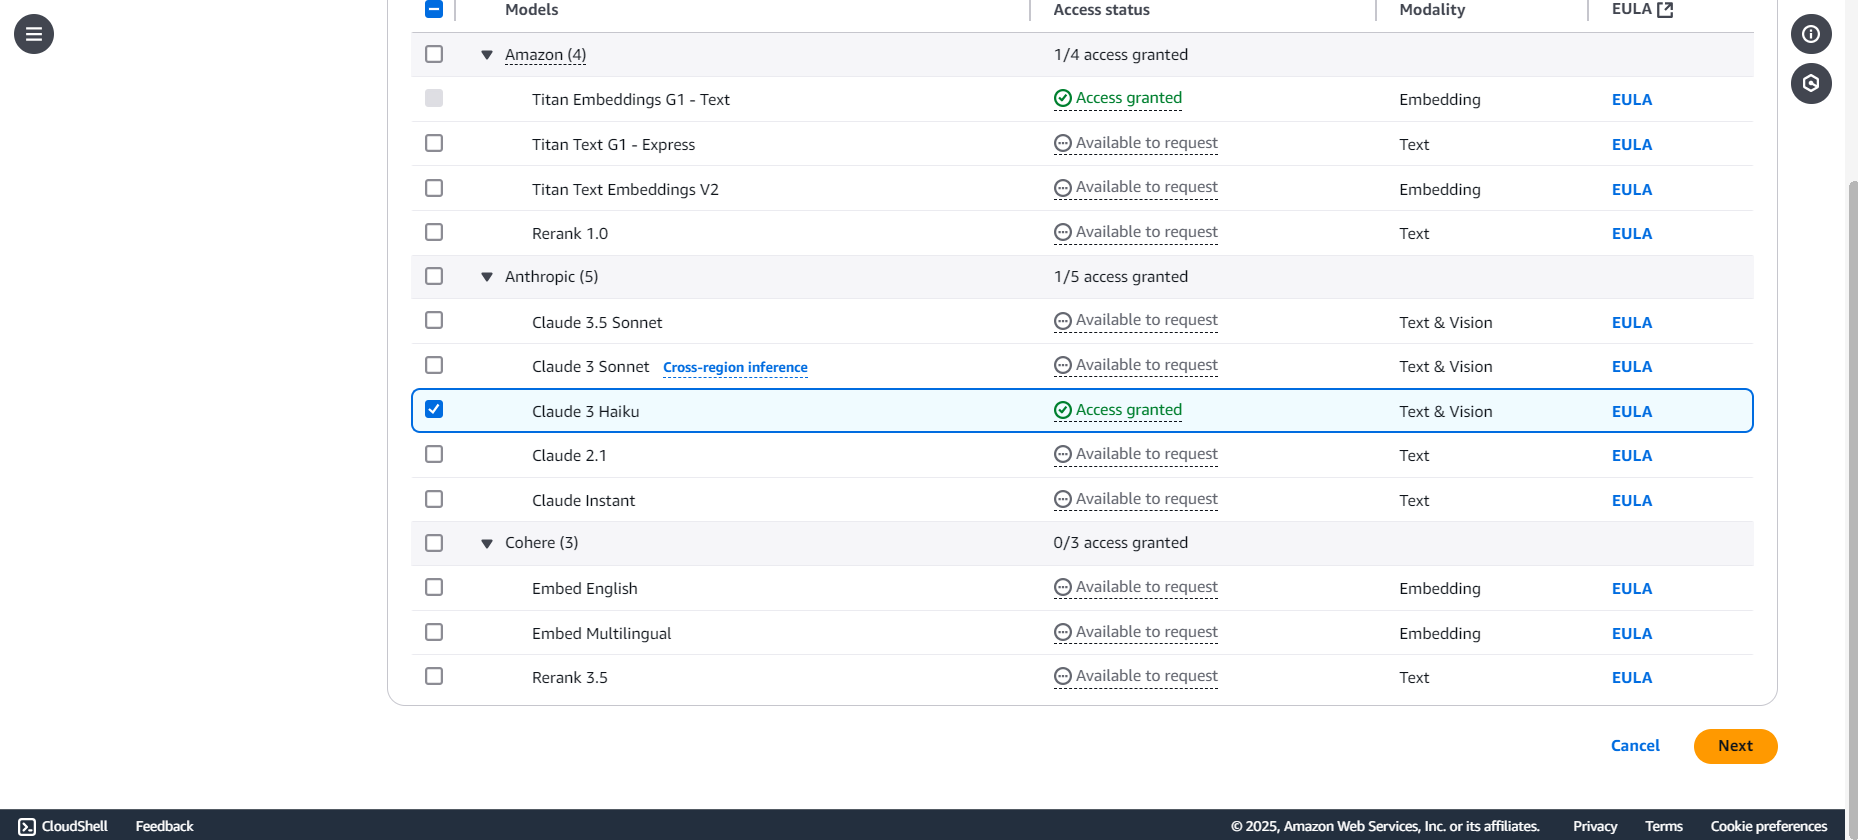 Models Access status Modality EULA
Amazon (4) 1/4 access granted
Titan Embeddings G1 - Text Access granted Embedding EULA
Titan Text G1 - Express Available to request Text EULA
Titan Text Embeddings V2 Available to request Embedding EULA
Rerank 1.0 Available to request Text EULA
Anthropic (5) 1/5 access granted
Claude 3.5 Sonnet Available to request Text & Vision EULA
Claude 3 Sonnet Cross-region inference Available to request Text & Vision EULA
Claude 3 Haiku Access granted Text & Vision EULA
Claude 2.1 Available to request Text EULA
Claude Instant Available to request Text EULA
Cohere (3) 0/3 access granted
Embed English Available to request Embedding EULA
Embed Multilingual Available to request Embedding EULA
Rerank 3.5 Available to request Text EULA
Cancel Next
CloudShell Feedback © 2025, Amazon Web Services, Inc. or its affiliates. Privacy Terms Cookie preferences